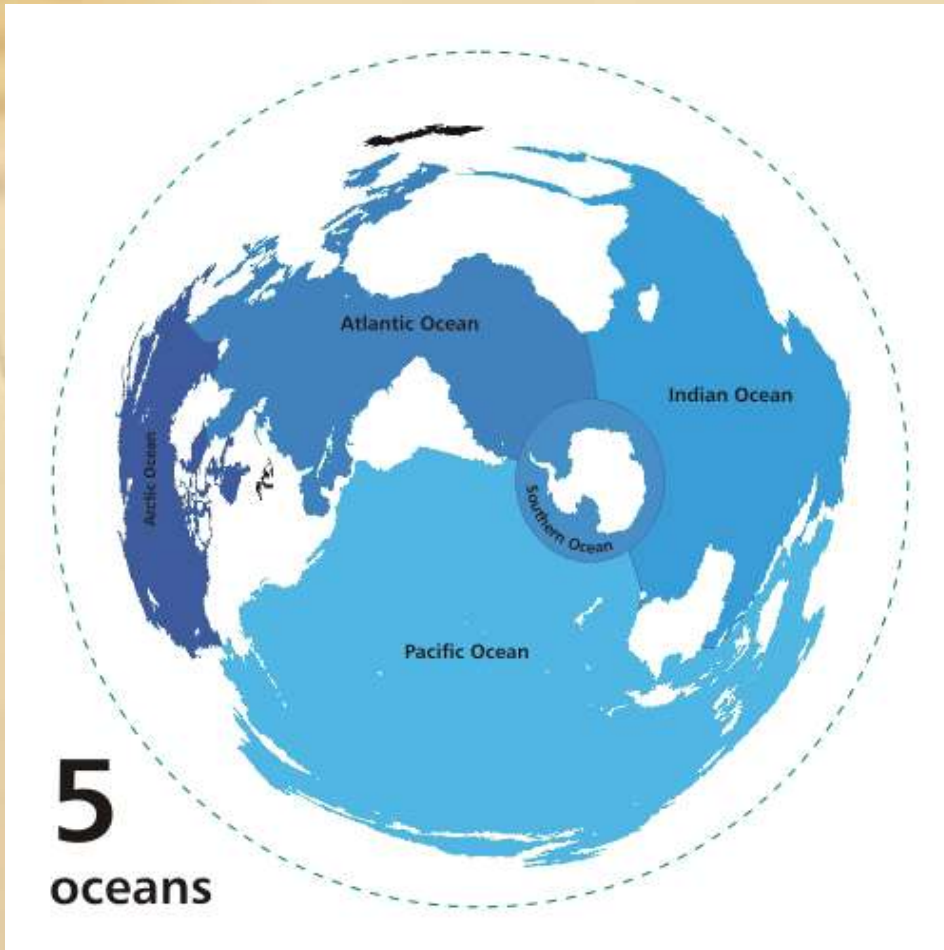 Atlantic Ocean
Indian Ocean
Arctic Ocean
Southern Ocean
Pacific Ocean
5
oceans